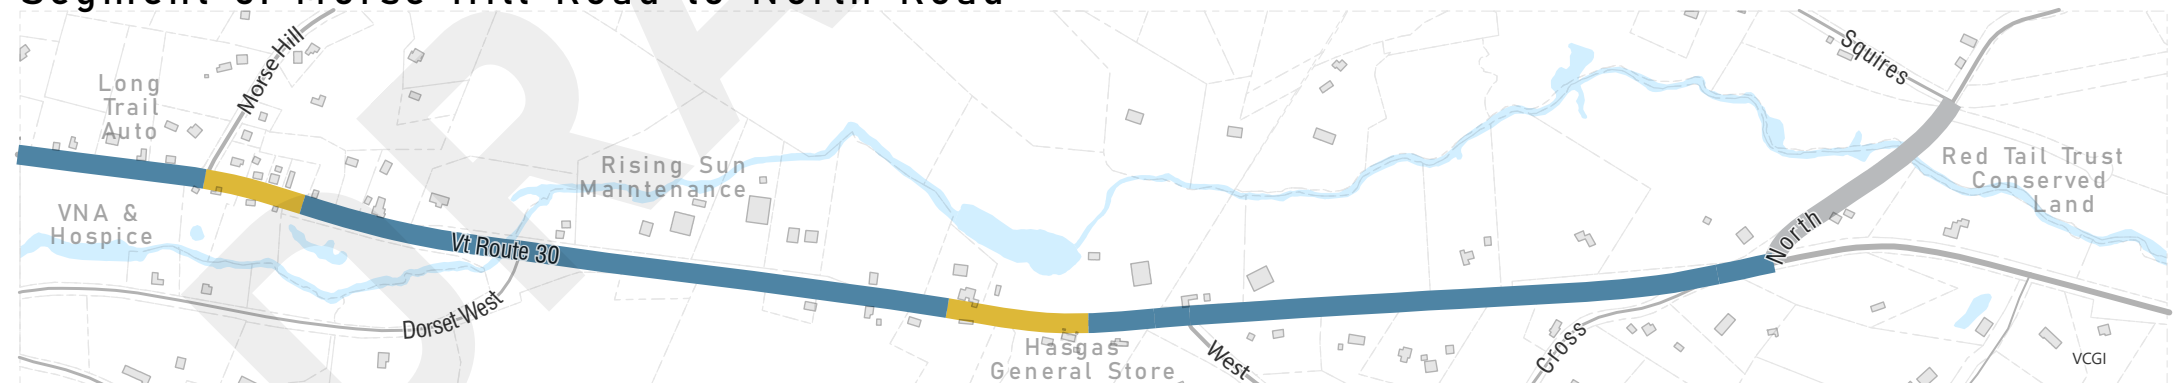 Segment of Morse Hill Road to North Road
Squires
Morse Hill
Long
Trail
Auto
Red Tail Trust
Conserved
Land
Rising Sun
Maintenance
VNA &
Hospice
North
Vt Route 30
Dorset West
Hasgas
General Store
West
Cross
VCGI
DRA